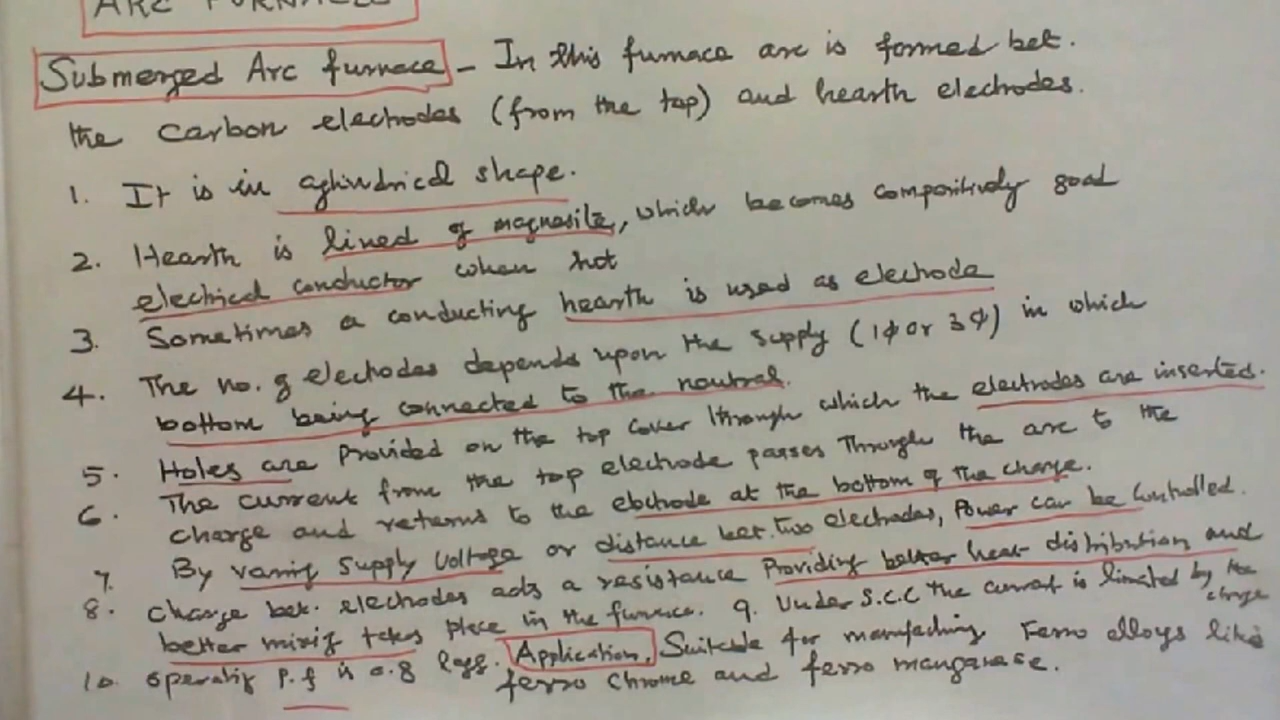 ARC FURNACE
Submerged Arc furnace - In this furnace arc is formed bet.
the carbon electrodes (from the top) and hearth electrodes.
1. It is in cylindrical shape.
2. Hearth is lined of magnesite, which becomes compositively good
electrical conductor when hot
3. Sometimes a conducting hearth is used as electrode
4. The no. of electrodes depends upon the supply (1φ or 3φ) in which
bottom being connected to the neutral.
5. Holes are provided on the top cover through which the electrodes are inserted.
6. The current from the top electrode passes through the arc to the
charge and returns to the electrode at the bottom of the charge.
7. By varing supply voltage or distance bet. two electrodes, Power can be controlled.
8. Charge bet. electrodes acts a resistance Providing better heat distribution and
better mixig takes place in the furnace. 9. Under S.C.C the current is limited by the charge
10. operatig P.f is 0.8 lagg. Application. Suitable for manufacturing Ferro alloys like
ferro chrome and ferro manganese.